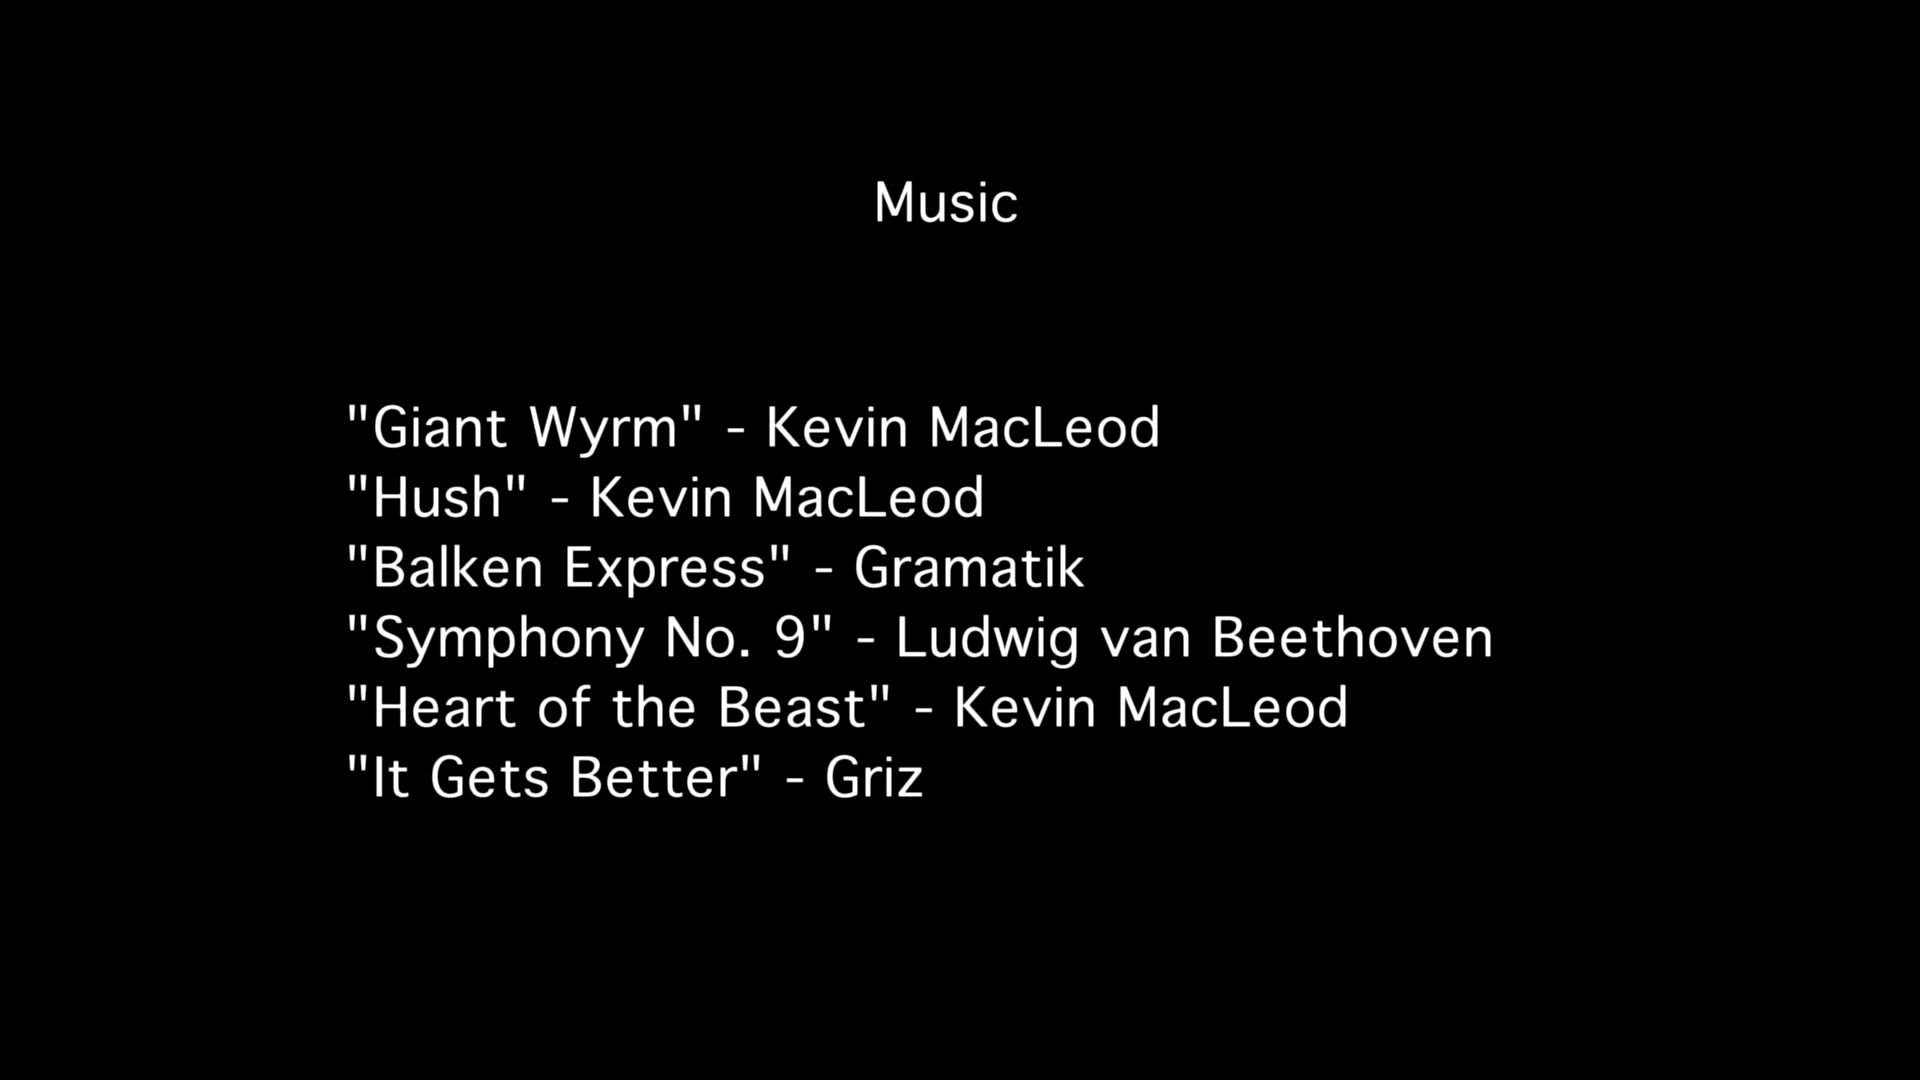 Music
"Giant Wyrm" - Kevin MacLeod
"Hush" - Kevin MacLeod
"Balken Express" - Gramatik
"Symphony No. 9" - Ludwig van Beethoven
"Heart of the Beast" - Kevin MacLeod
"It Gets Better" - Griz